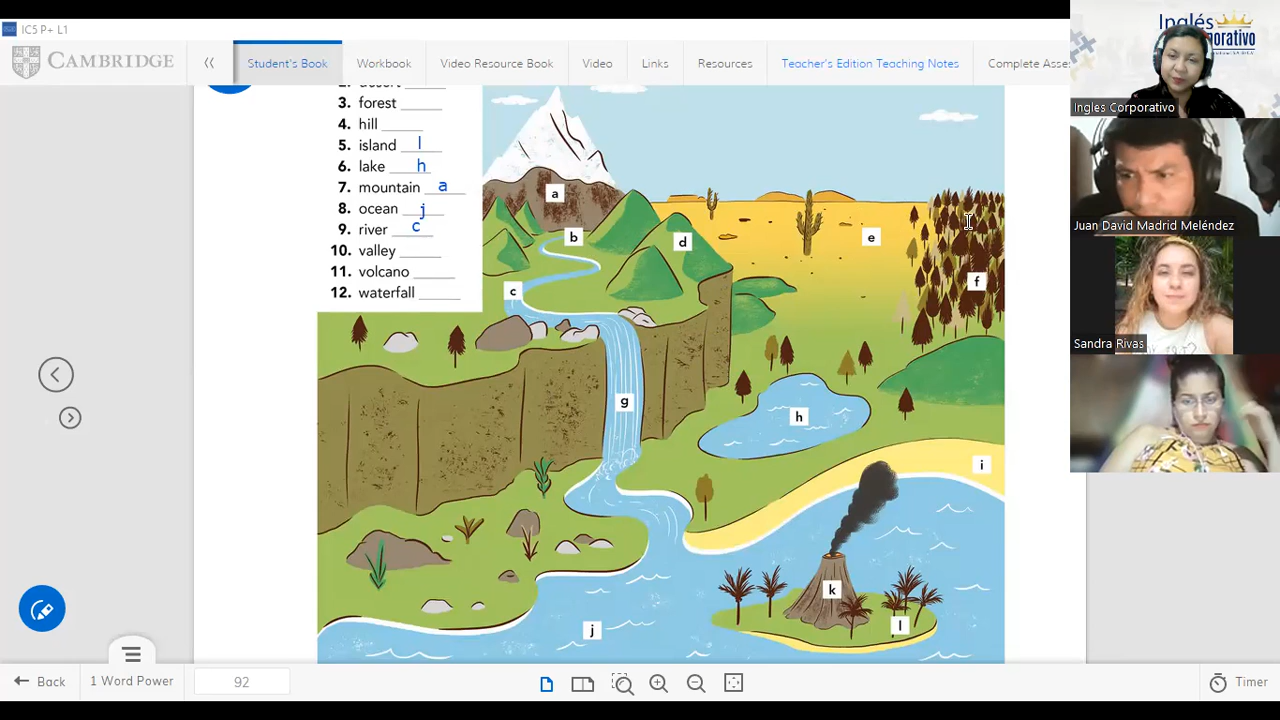 IC5 P+ L1
CAMBRIDGE
Student's Book
Workbook
Video Resource Book
Video
Links
Resources
Teacher's Edition Teaching Notes
Complete Asse
Inglés
Ingles Corporativo
Juan David Madrid Meléndez
Sandra Rivas
3. forest
4. hill
5. island l
6. lake h
7. mountain a
8. ocean j
9. river c
10. valley
11. volcano
12. waterfall
a
b
c
d
e
f
g
h
i
j
k
l
Back
1 Word Power
92
Timer